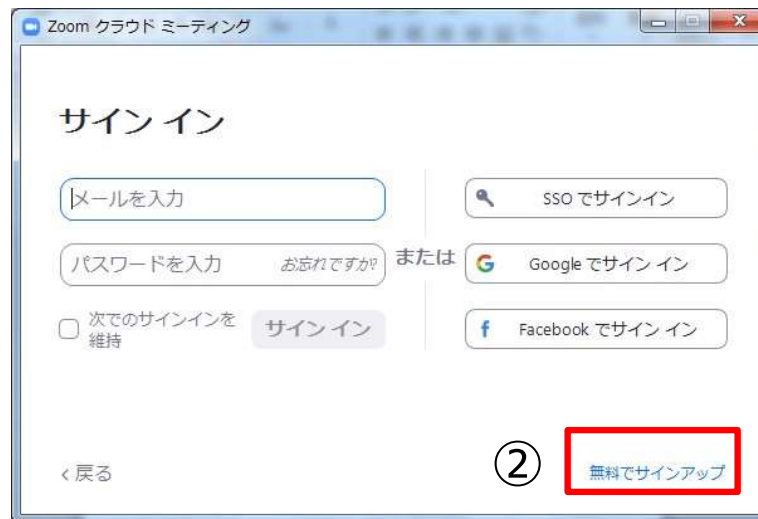 Zoom クラウド ミーティング
サイン イン
メールを入力
パスワードを入力 お忘れですか?
次でのサインインを
維持
サイン イン
または
SSO でサインイン
Google でサイン イン
Facebook でサイン イン
< 戻る
②
無料でサインアップ